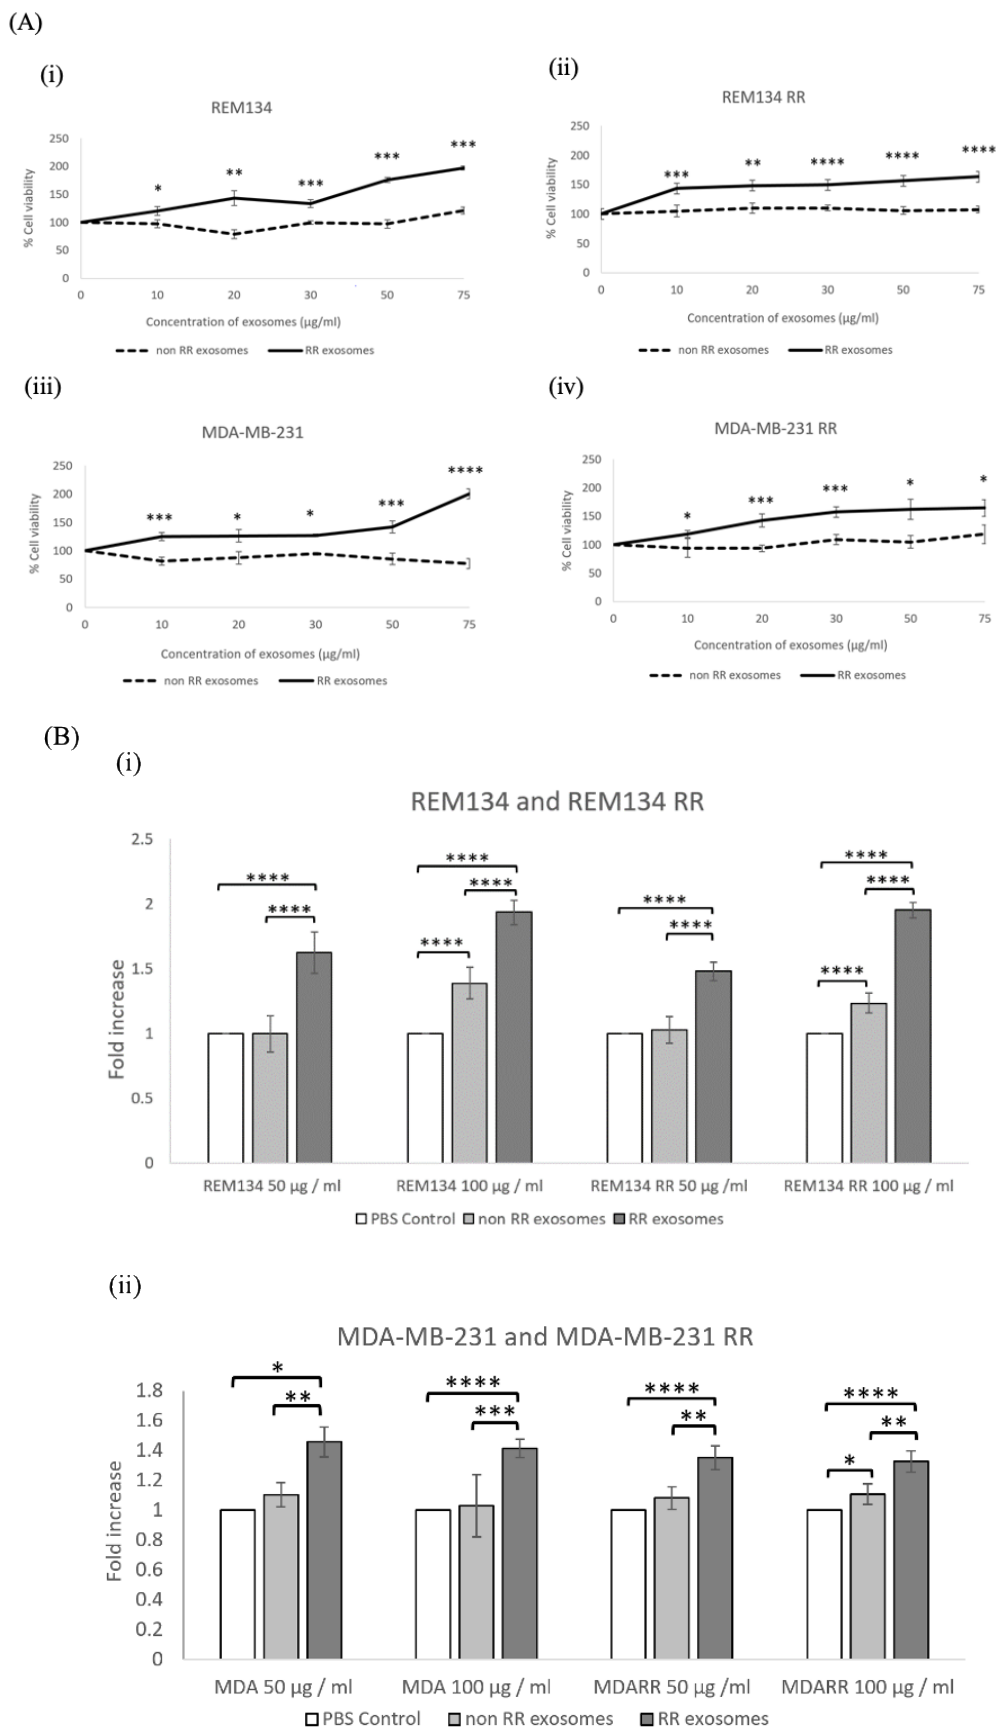 (A)
(i)
REM134
250
200
150
100
50
0
% Cell viability
*
**
***
***
***
0 10 20 30 50 75
Concentration of exosomes (µg/ml)
non RR exosomes RR exosomes
(ii)
REM134 RR
250
200
150
100
50
0
% Cell viability
***
**
****
****
****
0 10 20 30 50 75
Concentration of exosomes (µg/ml)
non RR exosomes RR exosomes
(iii)
MDA-MB-231
250
200
150
100
50
0
% Cell viability
***
*
*
***
****
0 10 20 30 50 75
Concentration of exosomes (µg/ml)
non RR exosomes RR exosomes
(iv)
MDA-MB-231 RR
250
200
150
100
50
0
% Cell viability
*
***
***
*
*
0 10 20 30 50 75
Concentration of exosomes (µg/ml)
non RR exosomes RR exosomes
(B)
(i)
REM134 and REM134 RR
2.5
2
1.5
1
0.5
0
Fold increase
****
****
****
****
****
****
****
****
****
****
REM134 50 µg / ml REM134 100 µg / ml REM134 RR 50 µg /ml REM134 RR 100 µg / ml
PBS Control non RR exosomes RR exosomes
(ii)
MDA-MB-231 and MDA-MB-231 RR
1.8
1.6
1.4
1.2
1
0.8
0.6
0.4
0.2
0
Fold increase
*
**
****
***
****
**
****
**
*
MDA 50 µg / ml MDA 100 µg / ml MDARR 50 µg / ml MDARR 100 µg / ml
PBS Control non RR exosomes RR exosomes